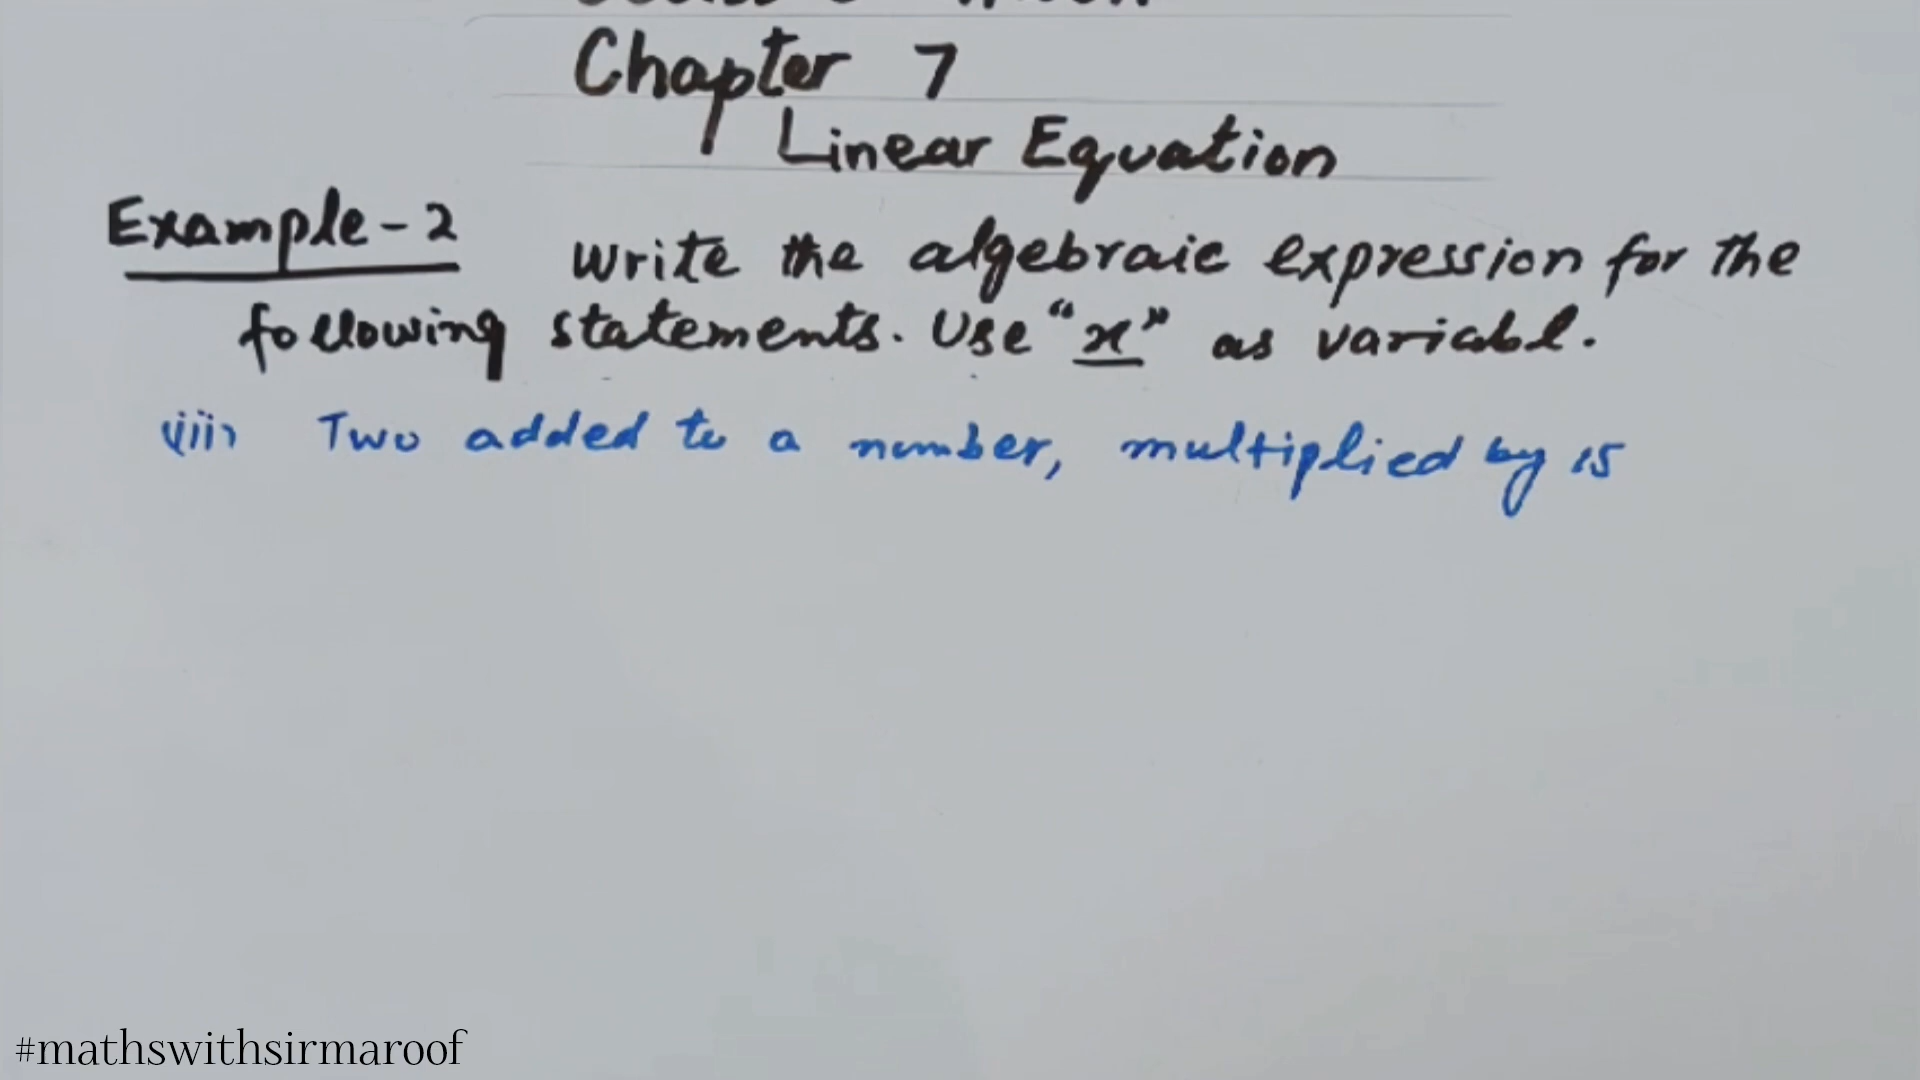 Chapter 7
Linear Equation
Example-2 Write the algebraic expression for the
following statements. Use "x" as variabl.
(iii) Two added to a number, multiplied by 15
#mathswithsirmaroof